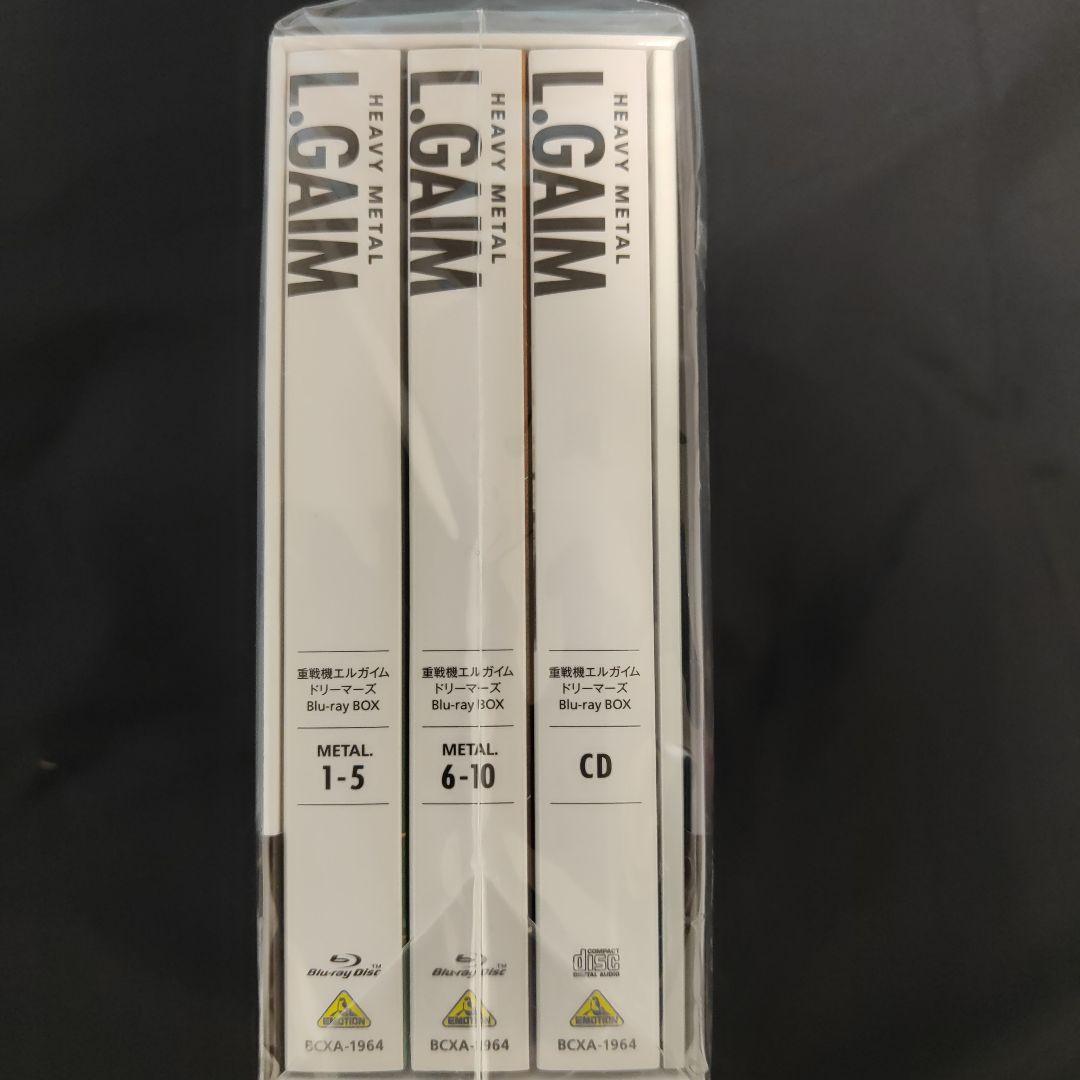 HEAVY METAL
L.GAIM
重戦機エルガイム
ドリーマーズ
Blu-ray BOX
METAL.
1-5
Blu-ray Disc™
EMOTION
BCXA-1964
HEAVY METAL
L.GAIM
重戦機エルガイム
ドリーマーズ
Blu-ray BOX
METAL.
6-10
Blu-ray Disc™
EMOTION
BCXA-1964
HEAVY METAL
L.GAIM
重戦機エルガイム
ドリーマーズ
Blu-ray BOX
CD
COMPACT
disc
DIGITAL AUDIO
EMOTION
BCXA-1964